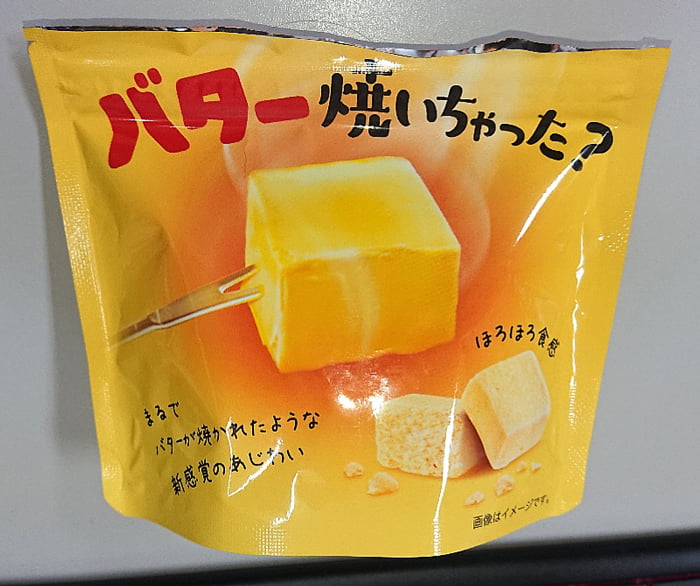 バター焼いちゃった?
ほろほろ食感
まるで
バターが焼かれたような
新感覚のあじわい
画像はイメージです。